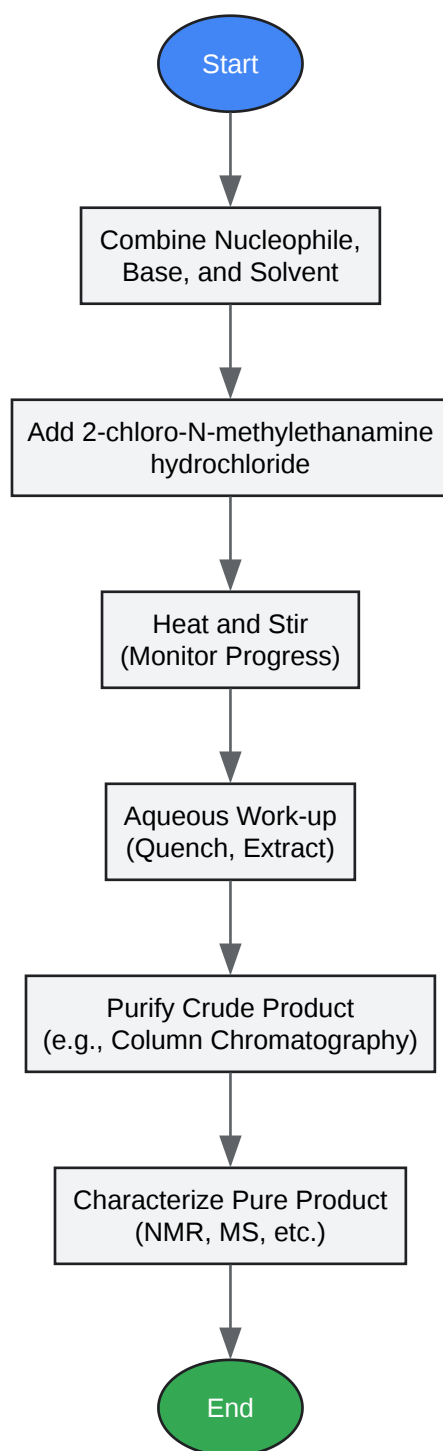 Start
Combine Nucleophile,
Base, and Solvent
Add 2-chloro-N-methylethanamine
hydrochloride
Heat and Stir
(Monitor Progress)
Aqueous Work-up
(Quench, Extract)
Purify Crude Product
(e.g., Column Chromatography)
Characterize Pure Product
(NMR, MS, etc.)
End